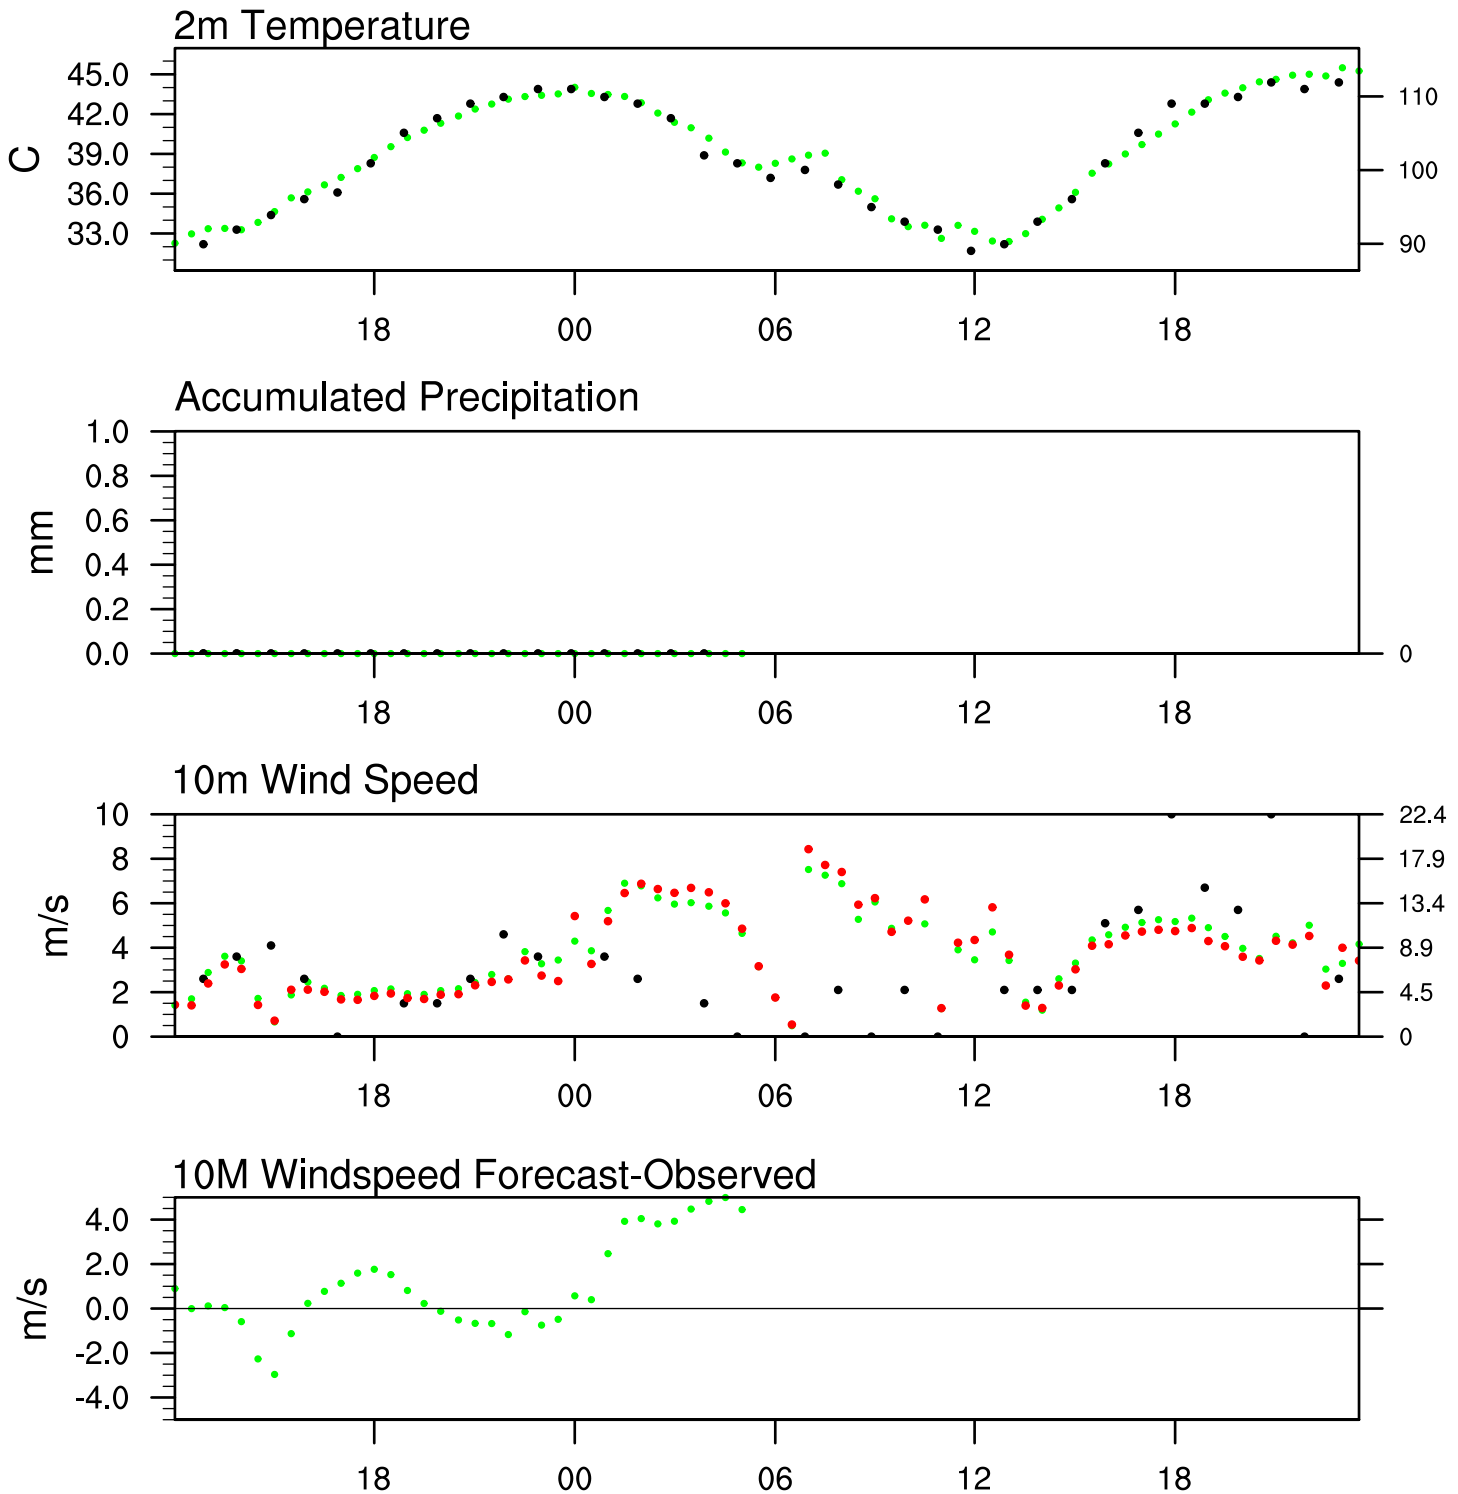 2m Temperature
45.0
42.0
39.0
36.0
33.0
C
110
100
90
18 00 06 12 18
Accumulated Precipitation
1.0
0.8
0.6
0.4
0.2
0.0
mm
0
18 00 06 12 18
10m Wind Speed
10
8
6
4
2
0
m/s
22.4
17.9
13.4
8.9
4.5
0
18 00 06 12 18
10M Windspeed Forecast-Observed
4.0
2.0
0.0
-2.0
-4.0
m/s
18 00 06 12 18